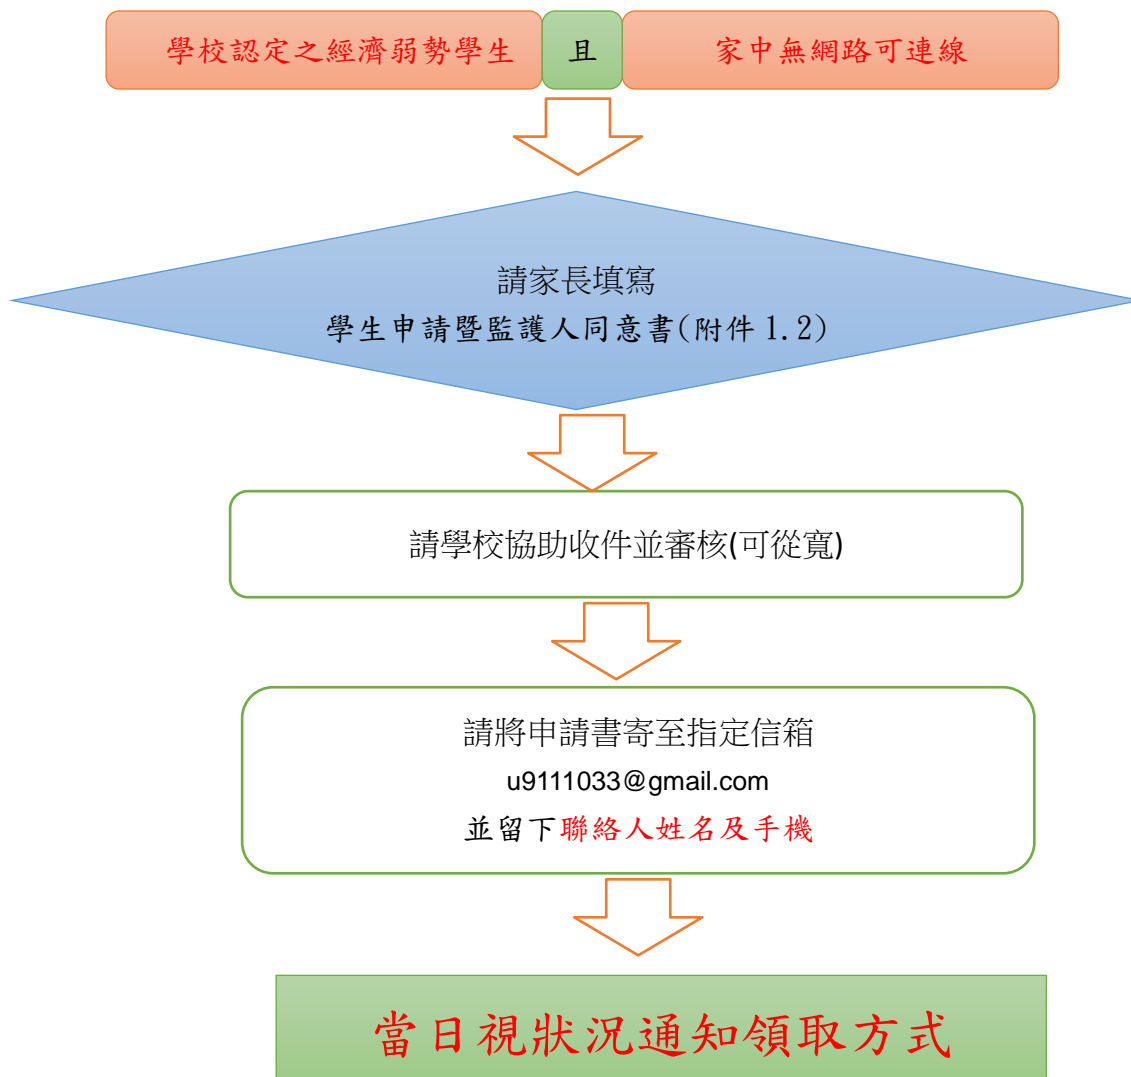 學校認定之經濟弱勢學生 且 家中無網路可連線
請家長填寫
學生申請暨監護人同意書(附件 1.2)
請學校協助收件並審核(可從寬)
請將申請書寄至指定信箱
u9111033@gmail.com
並留下聯絡人姓名及手機
當日視狀況通知領取方式